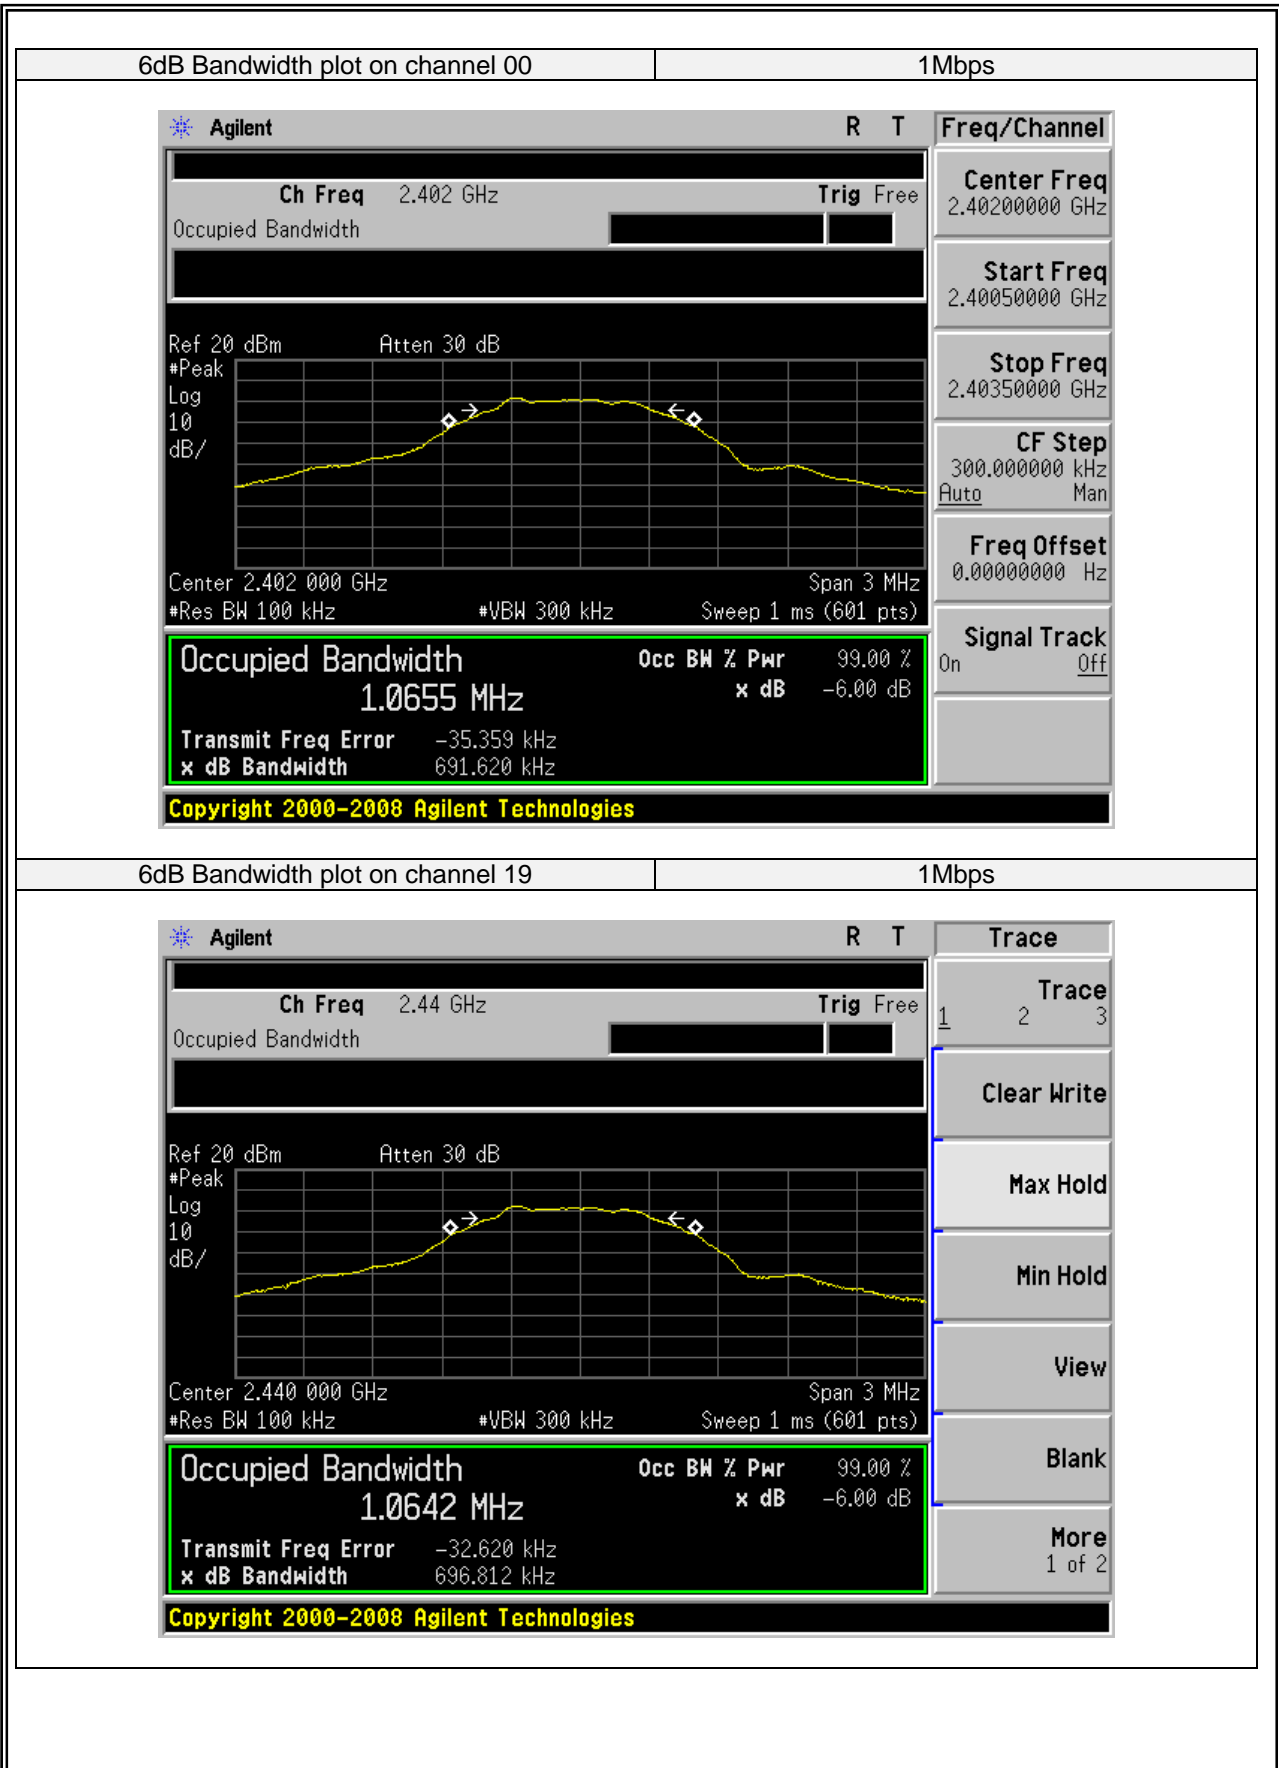 6dB Bandwidth plot on channel 00 1Mbps
Agilent R T Freq/Channel
Ch Freq 2.402 GHz Trig Free
Occupied Bandwidth
Center Freq
2.40200000 GHz
Start Freq
2.40050000 GHz
Stop Freq
2.40350000 GHz
CF Step
300.000000 kHz
Auto Man
Freq Offset
0.00000000 Hz
Signal Track
On Off
Ref 20 dBm Atten 30 dB
#Peak
Log
10
dB/
Center 2.402 000 GHz Span 3 MHz
#Res BW 100 kHz #VBW 300 kHz Sweep 1 ms (601 pts)
Occupied Bandwidth Occ BW % Pwr 99.00 %
1.0655 MHz x dB -6.00 dB
Transmit Freq Error -35.359 kHz
x dB Bandwidth 691.620 kHz
Copyright 2000-2008 Agilent Technologies
6dB Bandwidth plot on channel 19 1Mbps
Agilent R T Trace
Ch Freq 2.44 GHz Trig Free
Occupied Bandwidth
Trace
1 2 3
Clear Write
Max Hold
Min Hold
View
Blank
More
1 of 2
Ref 20 dBm Atten 30 dB
#Peak
Log
10
dB/
Center 2.440 000 GHz Span 3 MHz
#Res BW 100 kHz #VBW 300 kHz Sweep 1 ms (601 pts)
Occupied Bandwidth Occ BW % Pwr 99.00 %
1.0642 MHz x dB -6.00 dB
Transmit Freq Error -32.620 kHz
x dB Bandwidth 696.812 kHz
Copyright 2000-2008 Agilent Technologies